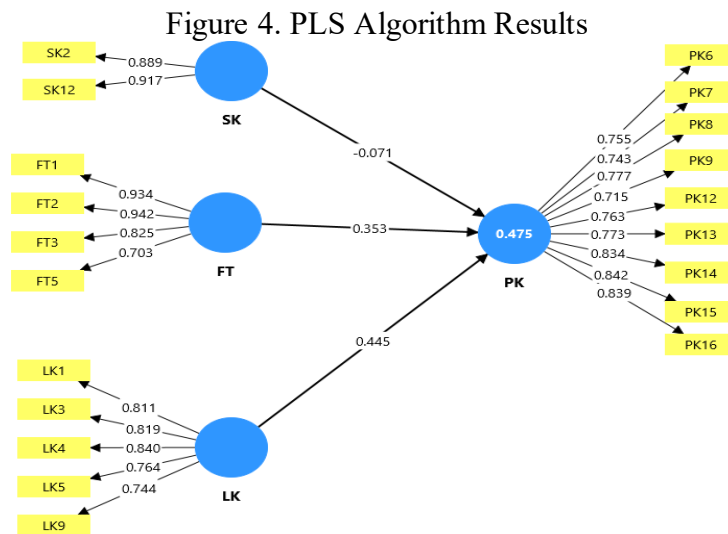 Figure 4. PLS Algorithm Results
SK2
SK12
0.889
0.917
SK
FT1
FT2
FT3
FT5
0.934
0.942
0.825
0.703
FT
LK1
LK3
LK4
LK5
LK9
0.811
0.819
0.840
0.764
0.744
LK
-0.071
0.353
0.445
0.475
PK
0.755
0.743
0.777
0.715
0.763
0.773
0.834
0.842
0.839
PK6
PK7
PK8
PK9
PK12
PK13
PK14
PK15
PK16